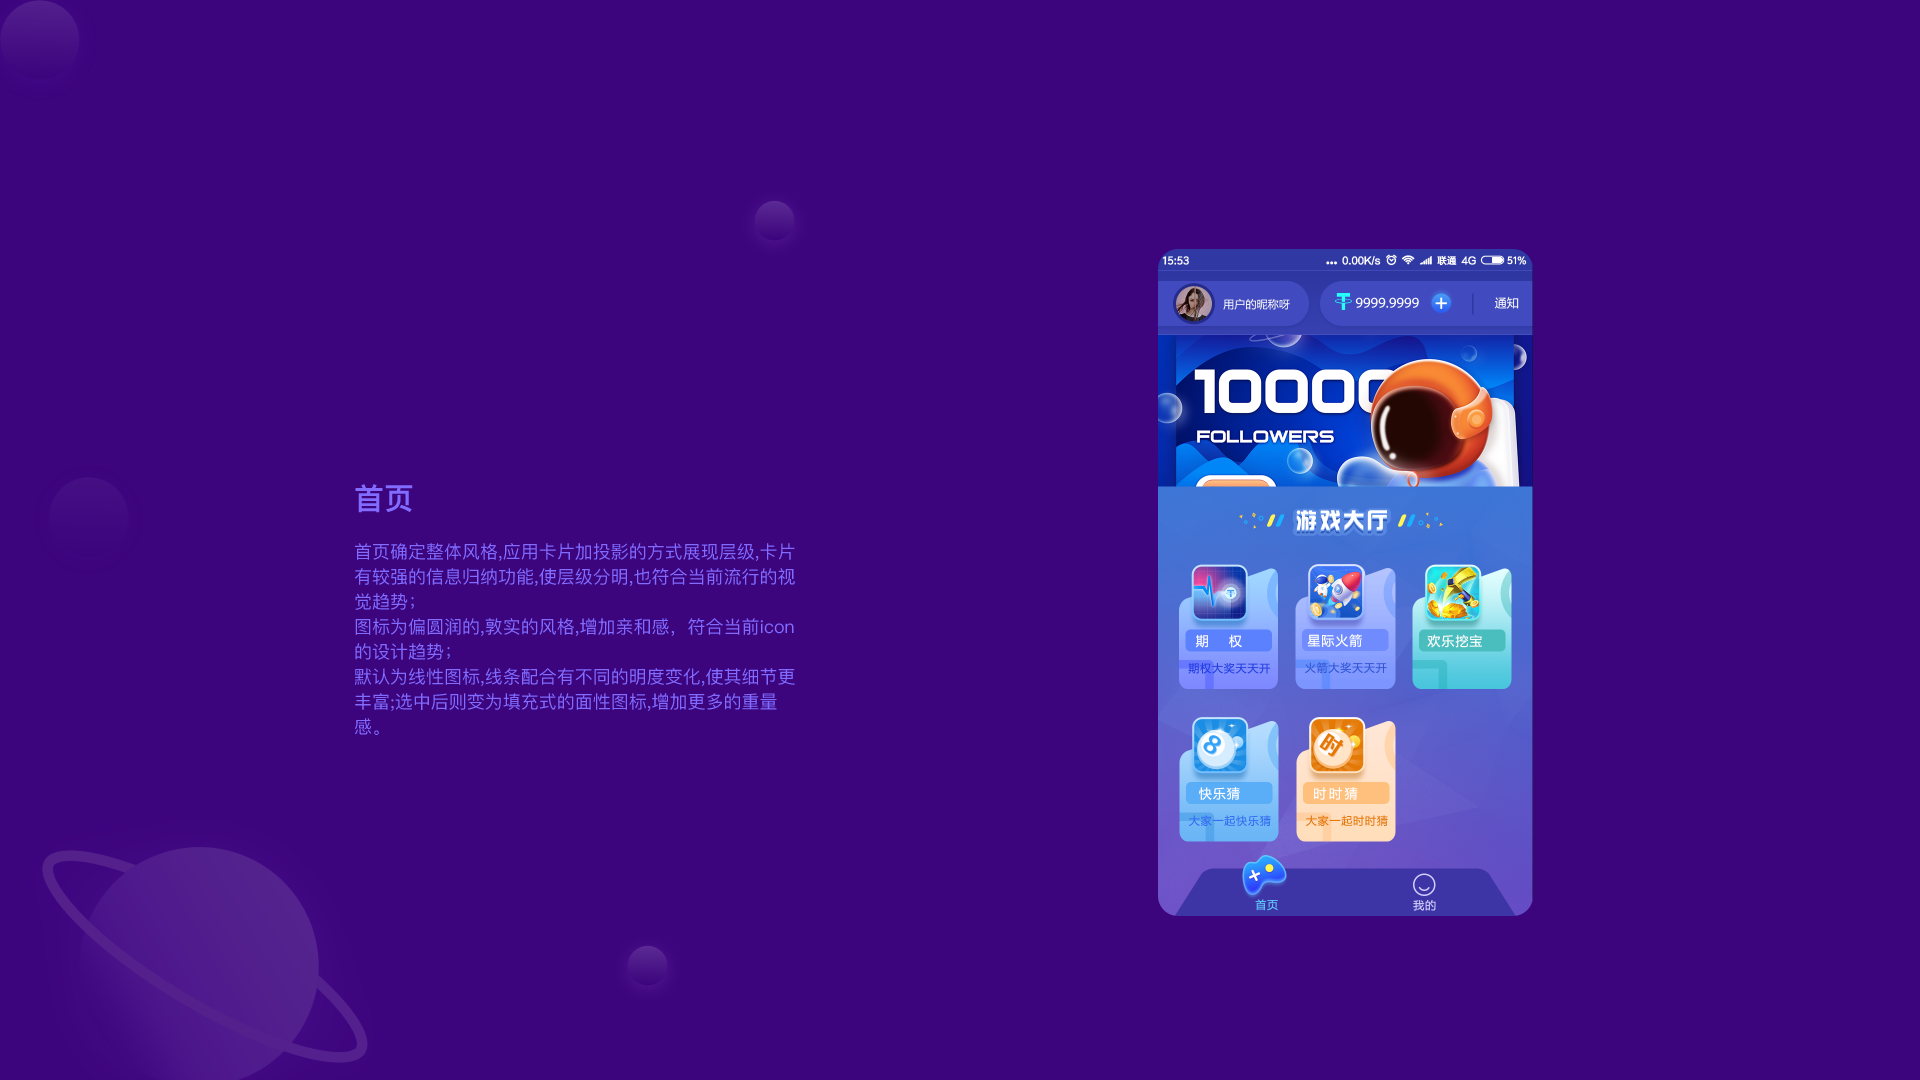 首页
首页确定整体风格,应用卡片加投影的方式展现层级,卡片
有较强的信息归纳功能,使层级分明,也符合当前流行的视
觉趋势；
图标为偏圆润的,敦实的风格,增加亲和感，符合当前icon
的设计趋势；
默认为线性图标,线条配合有不同的明度变化,使其细节更
丰富;选中后则变为填充式的面性图标,增加更多的重量
感。
15:53
... 0.00K/s 联通 4G 51%
用户的昵称呀
9999.9999
通知
10000
FOLLOWERS
游戏大厅
期 权
期权大奖天天开
星际火箭
火箭大奖天天开
欢乐挖宝
8
快乐猜
大家一起快乐猜
时
时时猜
大家一起时时猜
首页
我的